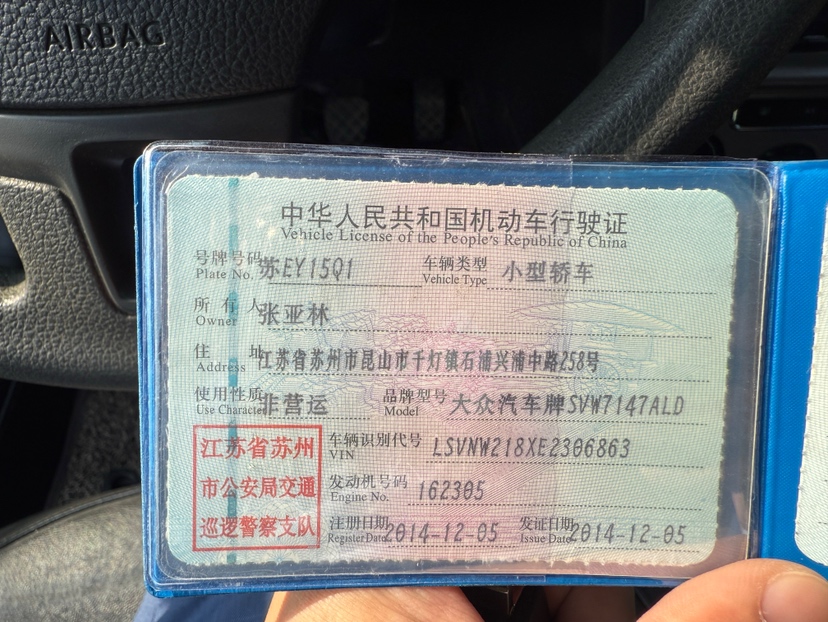 AIRBAG
中华人民共和国机动车行驶证
Vehicle License of the People's Republic of China
号牌号码 苏EY15Q1 车辆类型 小型轿车
Plate No. Vehicle Type
所有人 张亚林
Owner
住址 江苏省苏州市昆山市千灯镇石浦兴浦中路258号
Address
使用性质 非营运 品牌型号 大众汽车牌SVW7147ALD
Use Character Model
江苏省苏州
市公安局交通
巡逻警察支队
车辆识别代号 LSVNW218XE2306863
VIN
发动机号码 162305
Engine No.
注册日期 2014-12-05 发证日期 2014-12-05
Register Date Issue Date